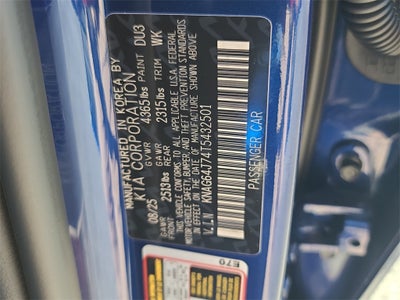 MANUFACTURED IN KOREA BY
KIA CORPORATION
08/25 GVWR 4365lbs PAINT DU3
GAWR FRONT 2513lbs GAWR REAR 2315lbs TRIM WK
THIS VEHICLE CONFORMS TO ALL APPLICABLE U.S.A FEDERAL
MOTOR VEHICLE SAFETY, BUMPER, AND THEFT PREVENTION STANDARDS
IN EFFECT ON THE DATE OF MANUFACTURE SHOWN ABOVE.
V.I.N KNAG64J74T5432501
PASSENGER CAR
E70